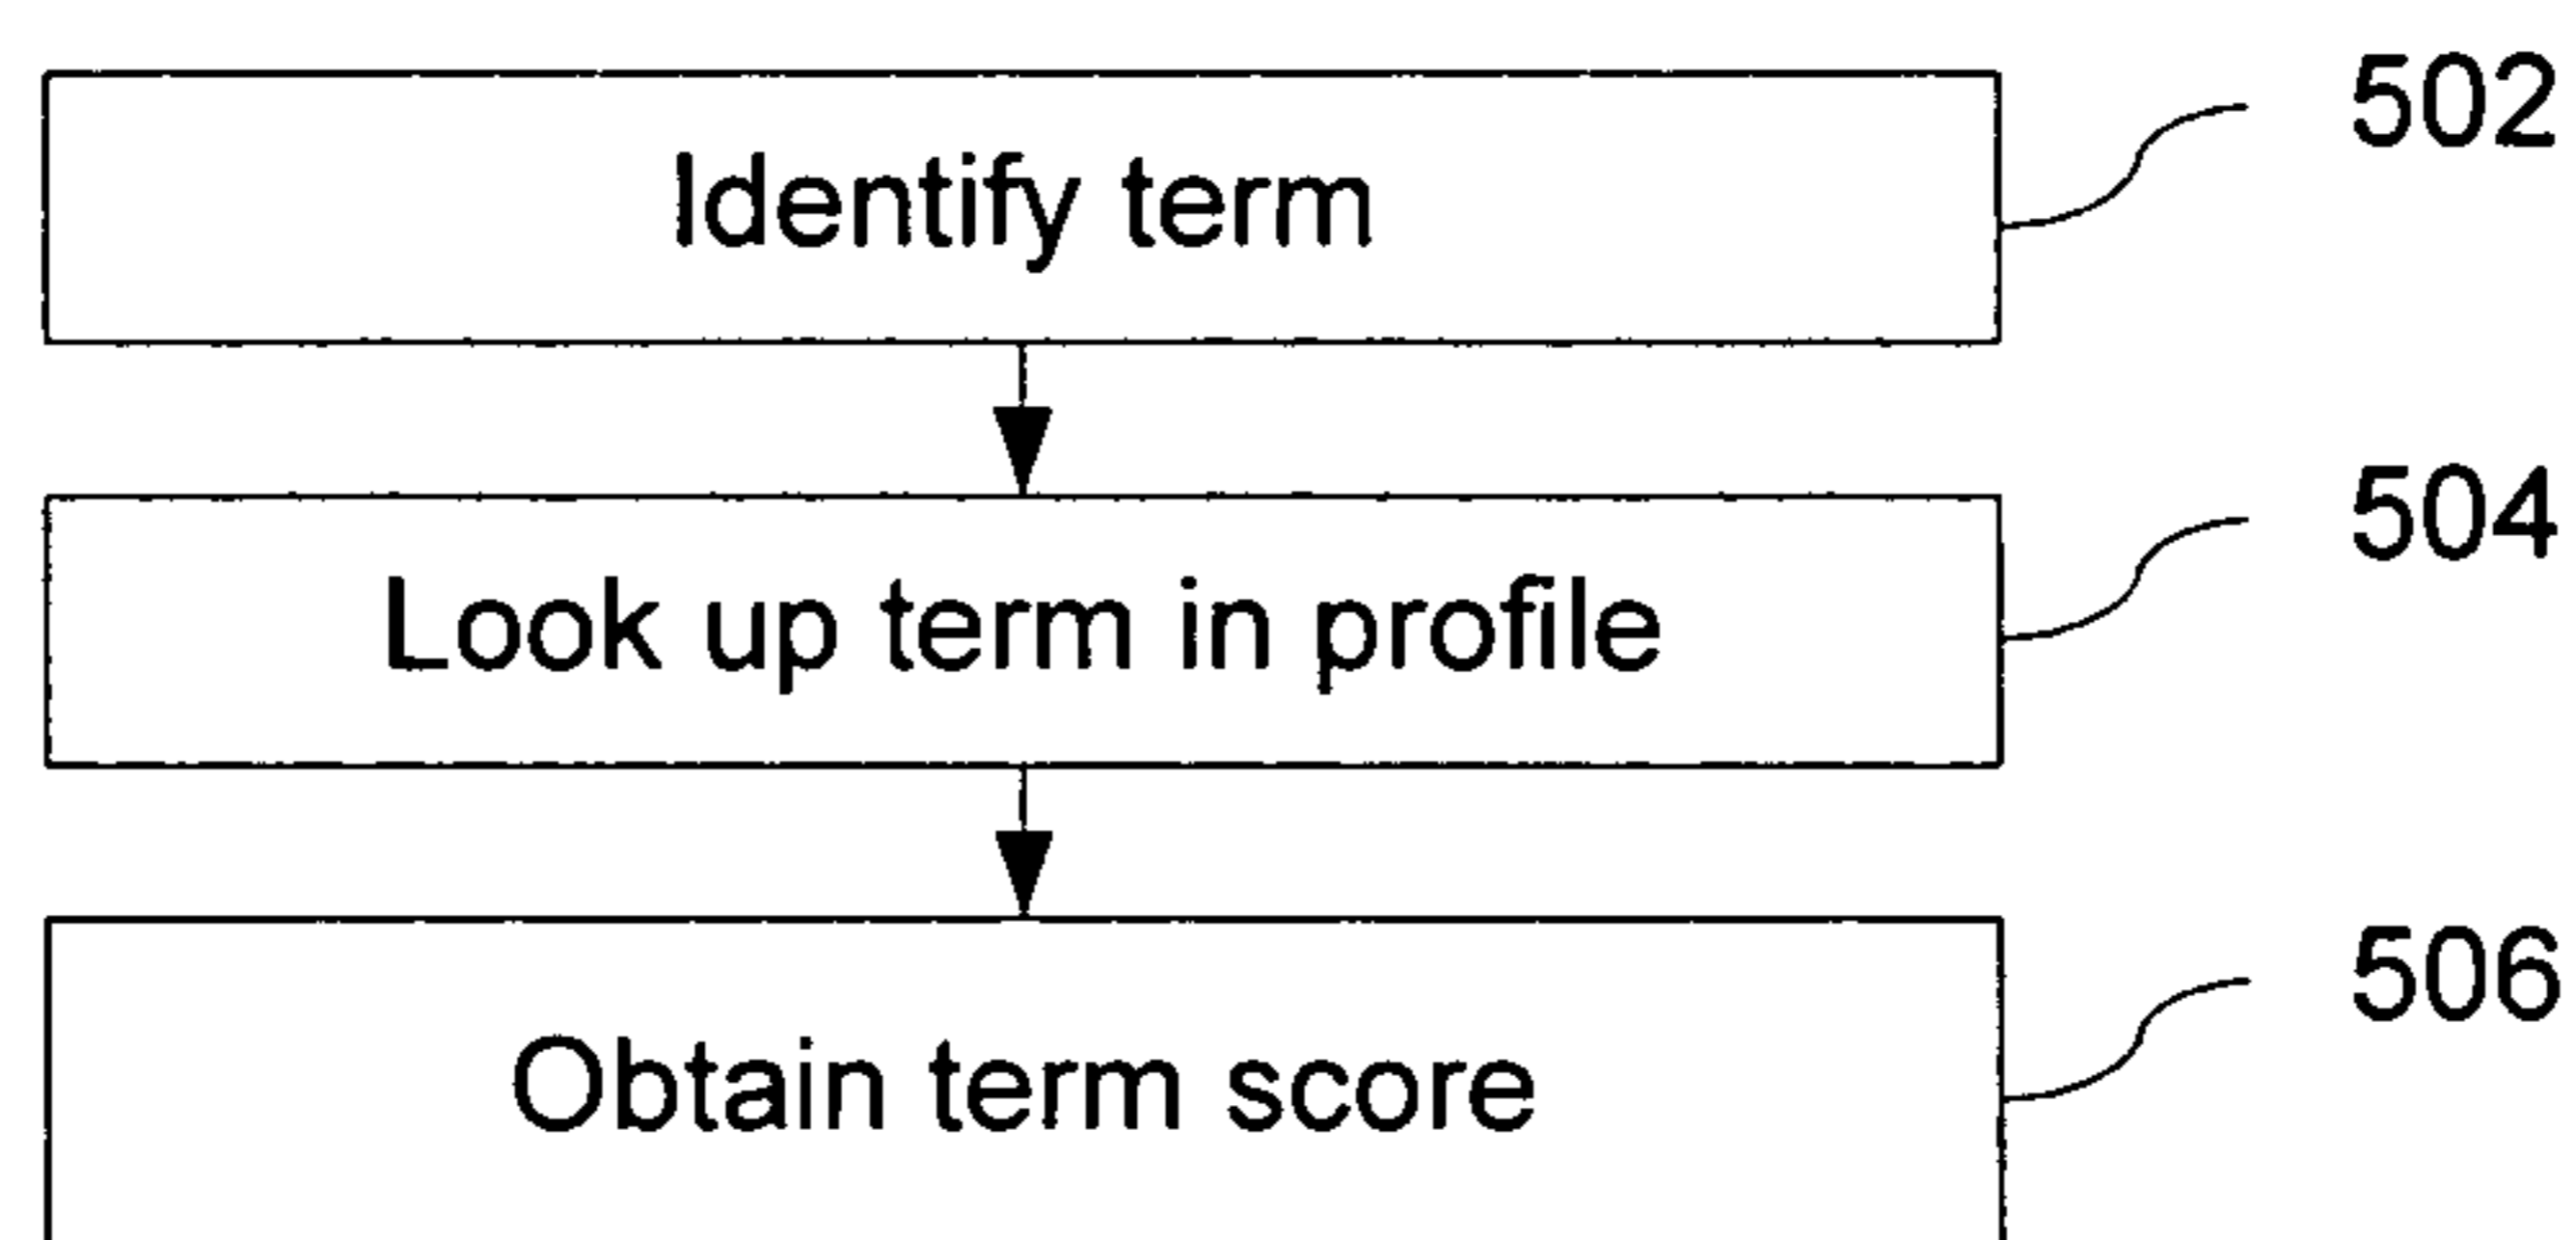 Identify term
502
Look up term in profile
504
Obtain term score
506